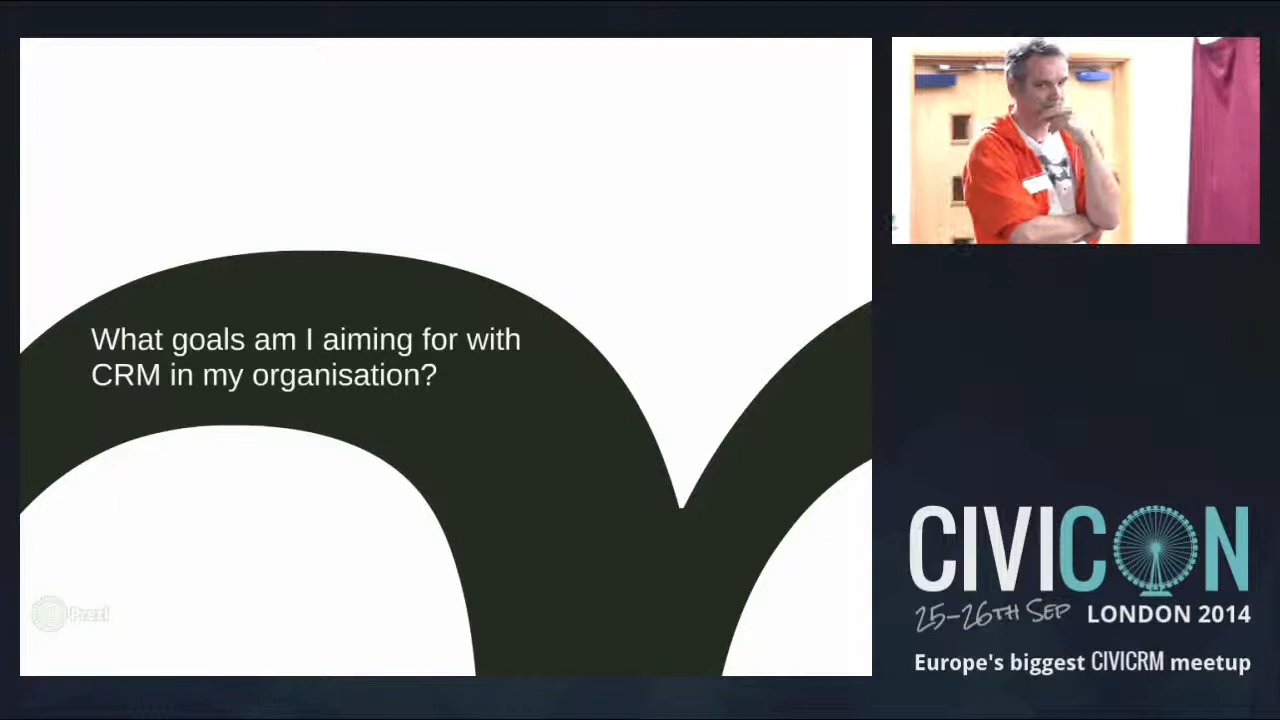 What goals am I aiming for with
CRM in my organisation?
Prezi
CIVICON
25-26TH SEP LONDON 2014
Europe's biggest CIVICRM meetup